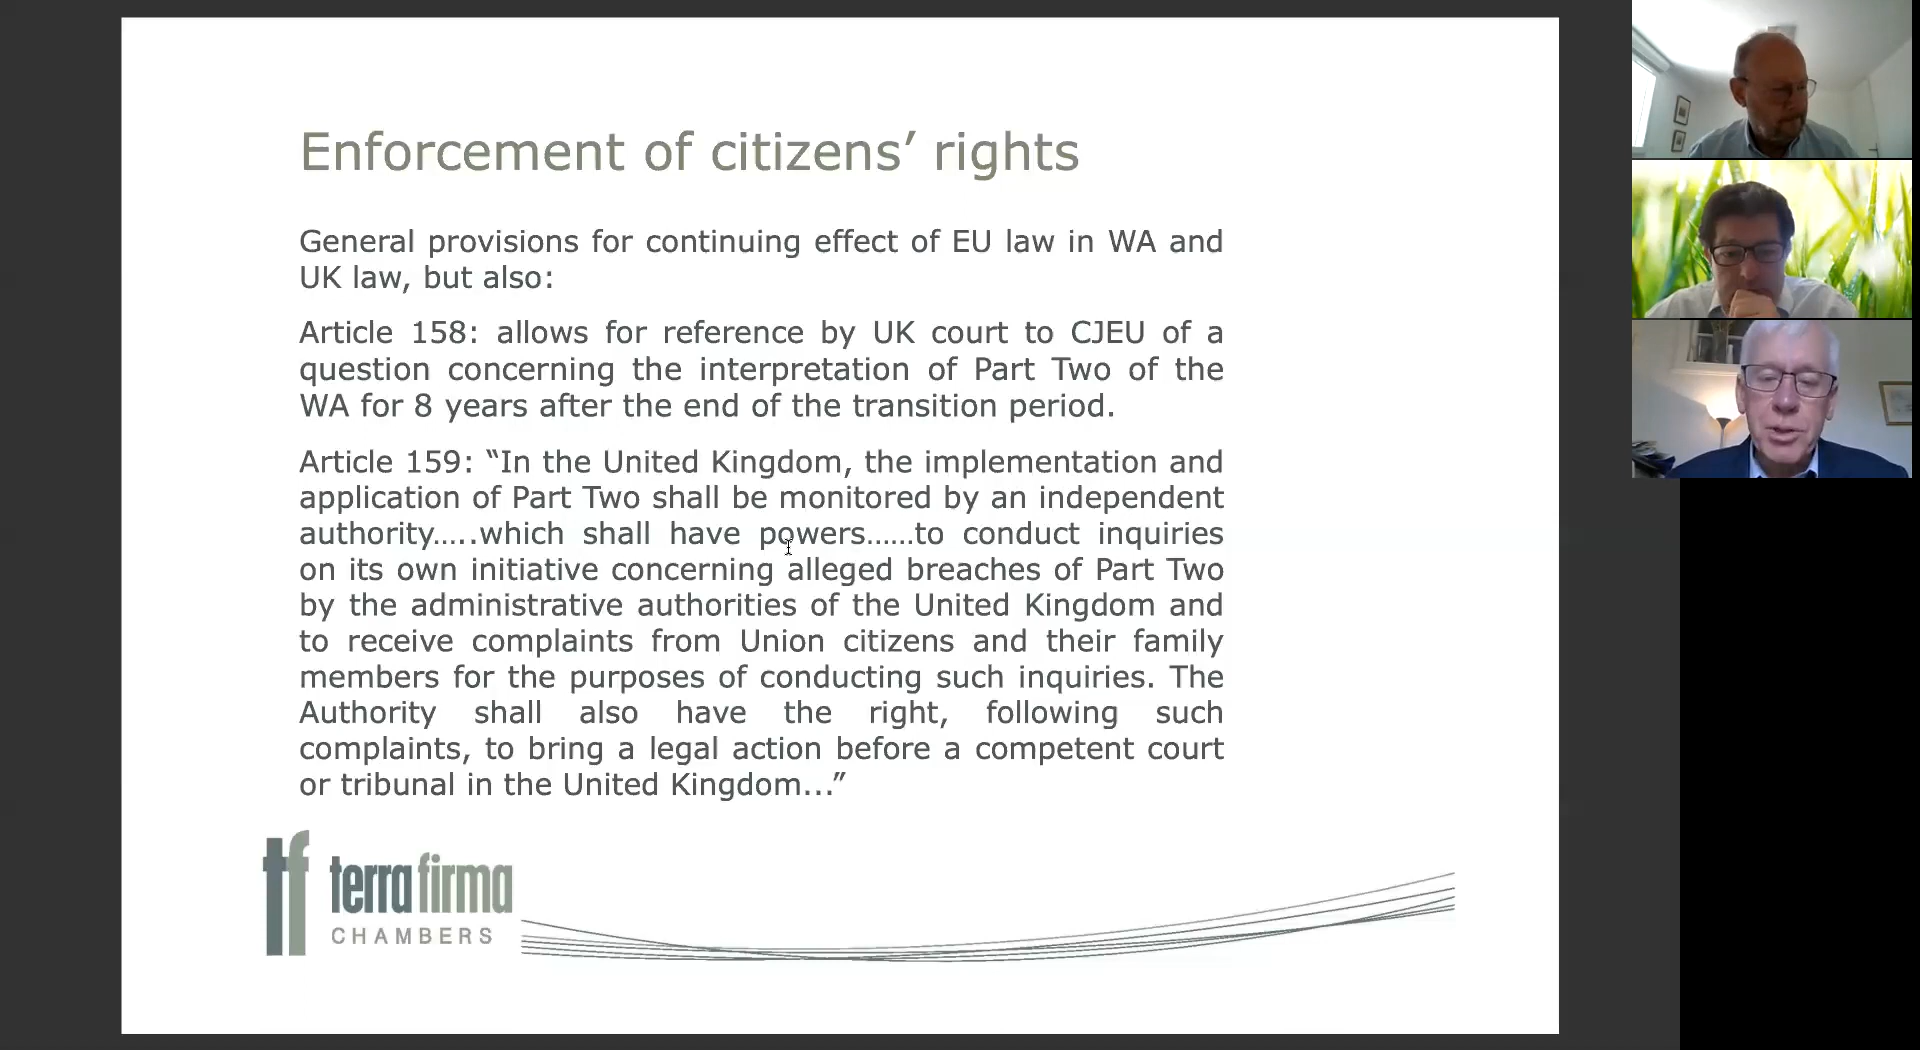 Enforcement of citizens’ rights
General provisions for continuing effect of EU law in WA and
UK law, but also:
Article 158: allows for reference by UK court to CJEU of a
question concerning the interpretation of Part Two of the
WA for 8 years after the end of the transition period.
Article 159: “In the United Kingdom, the implementation and
application of Part Two shall be monitored by an independent
authority…..which shall have powers……to conduct inquiries
on its own initiative concerning alleged breaches of Part Two
by the administrative authorities of the United Kingdom and
to receive complaints from Union citizens and their family
members for the purposes of conducting such inquiries. The
Authority shall also have the right, following such
complaints, to bring a legal action before a competent court
or tribunal in the United Kingdom...”
tf
terra firma
CHAMBERS